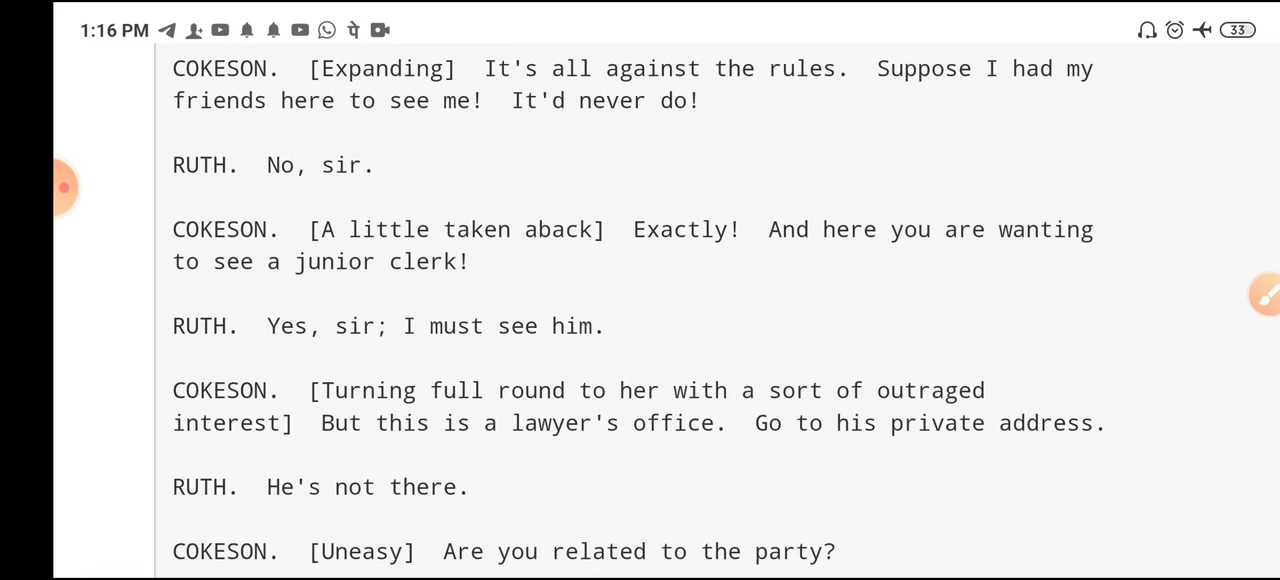 1:16 PM
33
COKESON. [Expanding] It's all against the rules. Suppose I had my
friends here to see me! It'd never do!
RUTH. No, sir.
COKESON. [A little taken aback] Exactly! And here you are wanting
to see a junior clerk!
RUTH. Yes, sir; I must see him.
COKESON. [Turning full round to her with a sort of outraged
interest] But this is a lawyer's office. Go to his private address.
RUTH. He's not there.
COKESON. [Uneasy] Are you related to the party?